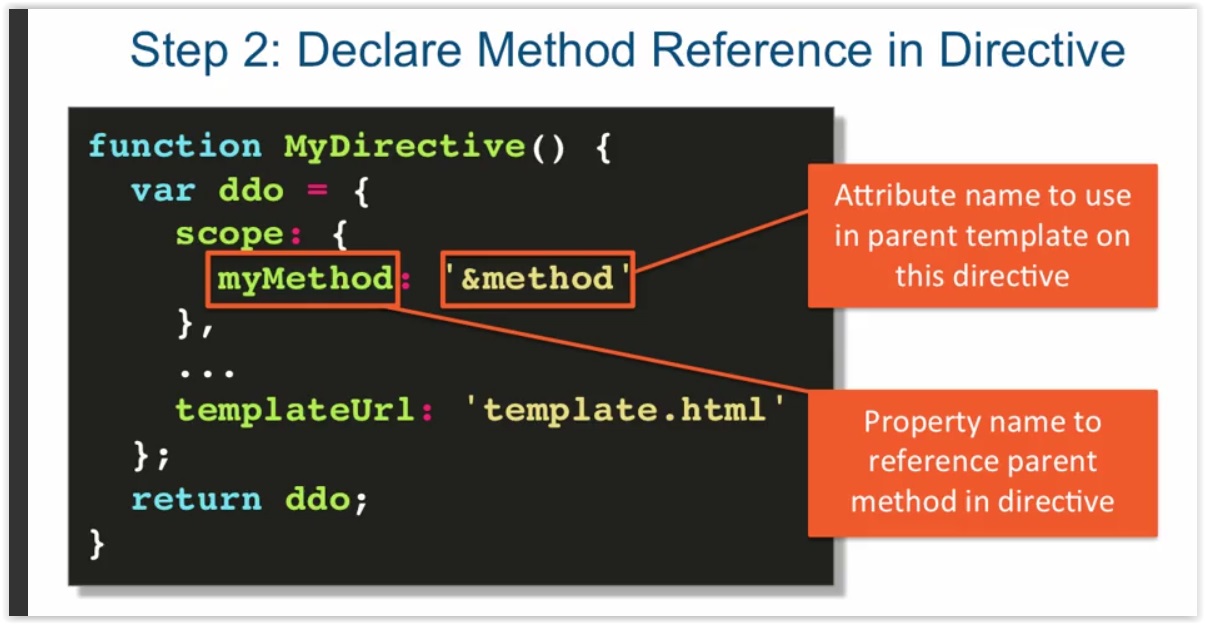 Step 2: Declare Method Reference in Directive
function MyDirective() {
var ddo = {
scope: {
myMethod: '&method'
},
...
templateUrl: 'template.html'
};
return ddo;
}
Attribute name to use
in parent template on
this directive
Property name to
reference parent
method in directive